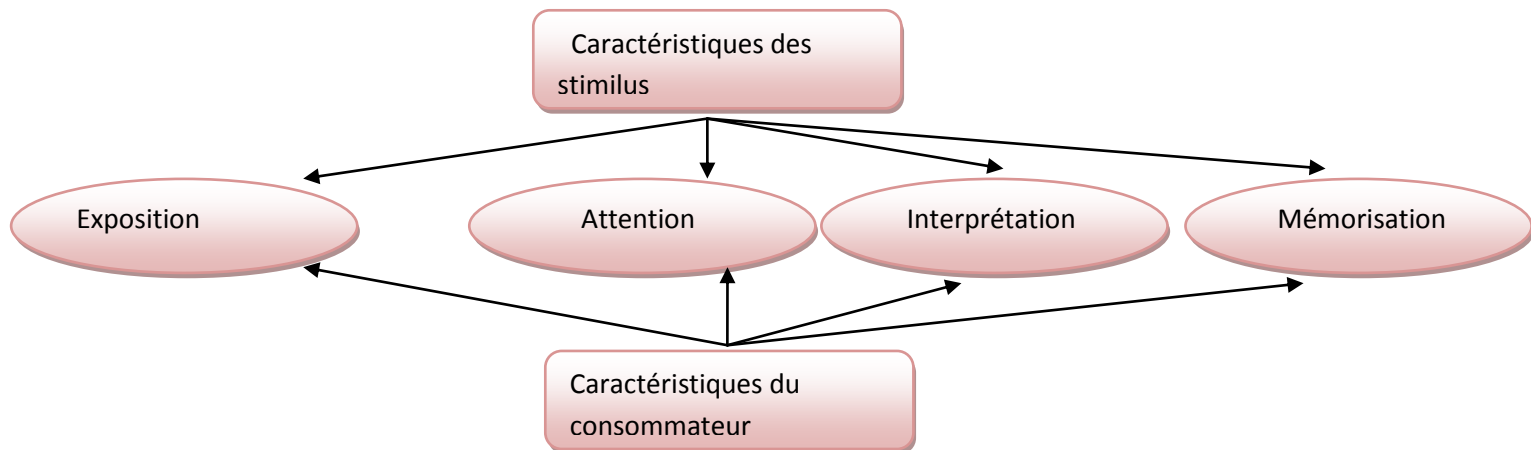 Caractéristiques des
stimilus
Exposition
Attention
Interprétation
Mémorisation
Caractéristiques du
consommateur